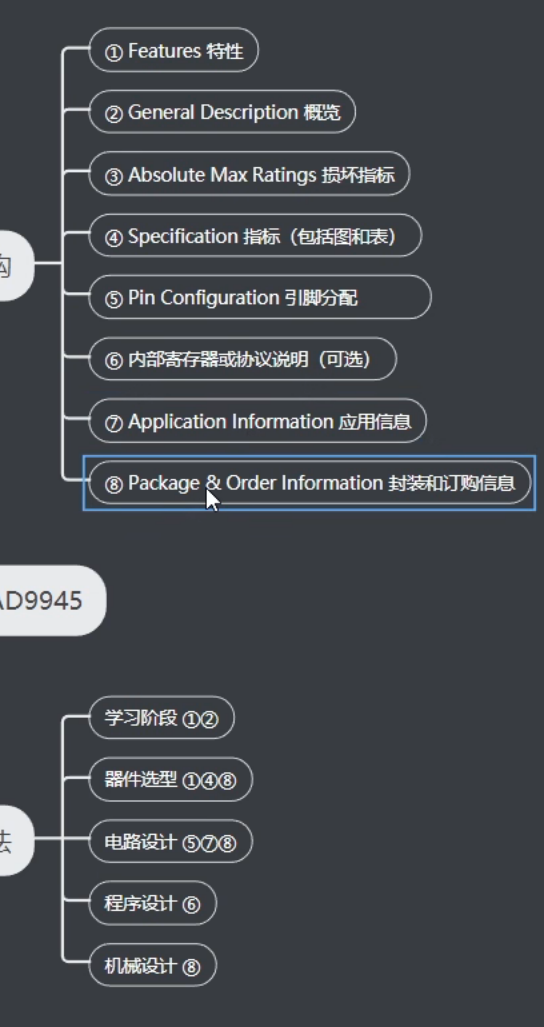 ① Features 特性
② General Description 概览
③ Absolute Max Ratings 损坏指标
④ Specification 指标（包括图和表）
构
⑤ Pin Configuration 引脚分配
⑥ 内部寄存器或协议说明（可选）
⑦ Application Information 应用信息
⑧ Package & Order Information 封装和订购信息
AD9945
学习阶段 ①②
器件选型 ①④⑧
电路设计 ⑤⑦⑧
法
程序设计 ⑥
机械设计 ⑧